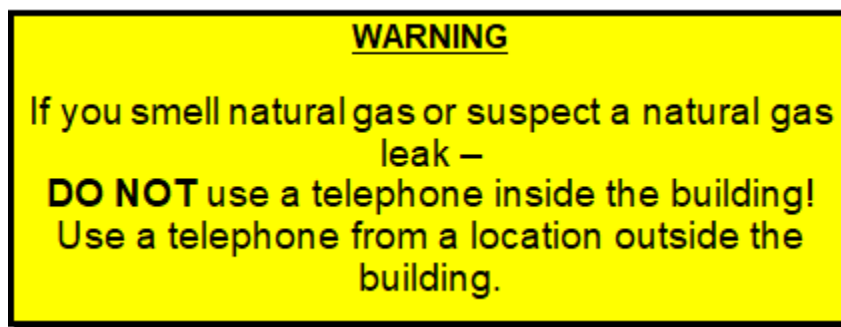 WARNING
If you smell natural gas or suspect a natural gas
leak –
DO NOT use a telephone inside the building!
Use a telephone from a location outside the
building.